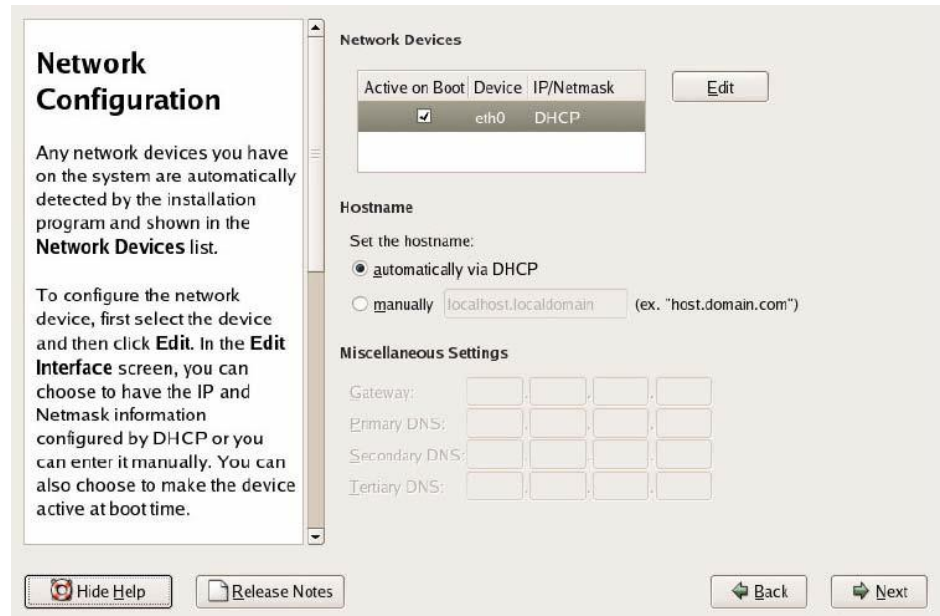 Network
Configuration
Any network devices you have
on the system are automatically
detected by the installation
program and shown in the
Network Devices list.
To configure the network
device, first select the device
and then click Edit. In the Edit
Interface screen, you can
choose to have the IP and
Netmask information
configured by DHCP or you
can enter it manually. You can
also choose to make the device
active at boot time.
Network Devices
Active on Boot Device IP/Netmask
eth0 DHCP
Edit
Hostname
Set the hostname:
automatically via DHCP
manually localhost.localdomain (ex. "host.domain.com")
Miscellaneous Settings
Gateway:
Primary DNS:
Secondary DNS:
Tertiary DNS:
Hide Help
Release Notes
Back
Next